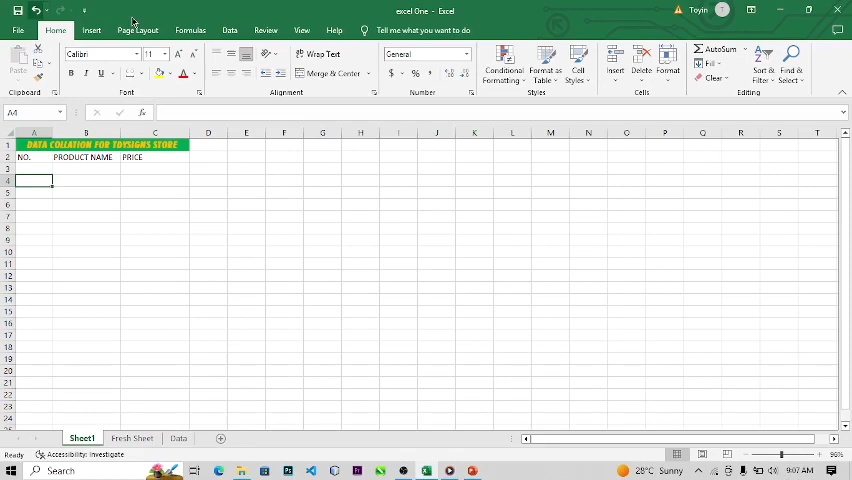 excel One - Excel
Toyin
T
File
Home
Insert
Page Layout
Formulas
Data
Review
View
Help
Tell me what you want to do
Paste
Clipboard
Calibri
11
B I U
Font
Wrap Text
Merge & Center
Alignment
General
$ % ,
Number
Conditional Formatting
Format as Table
Cell Styles
Styles
Insert
Delete
Format
Cells
AutoSum
Fill
Clear
Sort & Filter
Find & Select
Editing
A4
fx
A B C D E F G H I J K L M N O P Q R S T
1 DATA COLLATION FOR TDYSIGNS STORE
2 NO. PRODUCT NAME PRICE
3
4
5
6
7
8
9
10
11
12
13
14
15
16
17
18
19
20
21
22
23
24
Sheet1
Fresh Sheet
Data
Ready
Accessibility: Investigate
96%
Search
28°C Sunny
9:07 AM